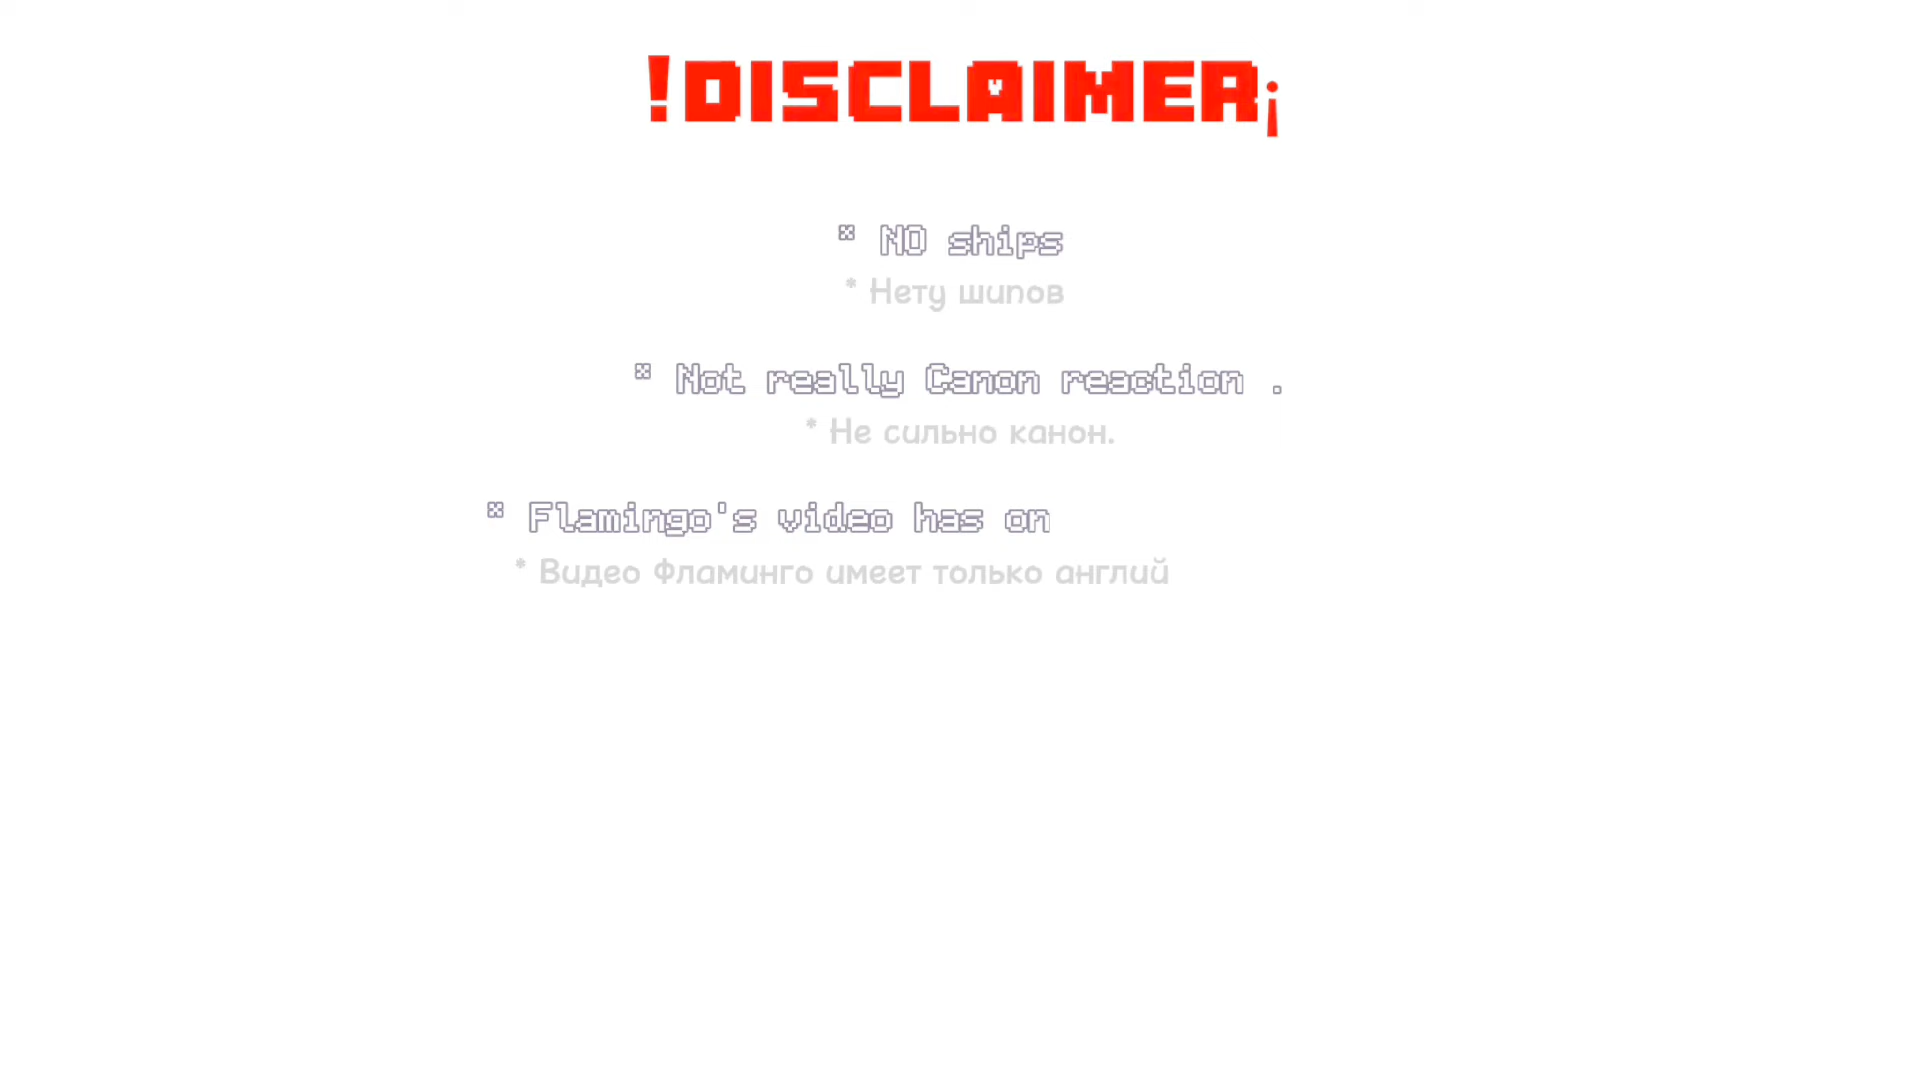 !DISCLAIMER¡
* NO ships
* Нету шипов
* Not really Canon reaction .
* Не сильно канон.
* Flamingo's video has on
* Видео Фламинго имеет только англий